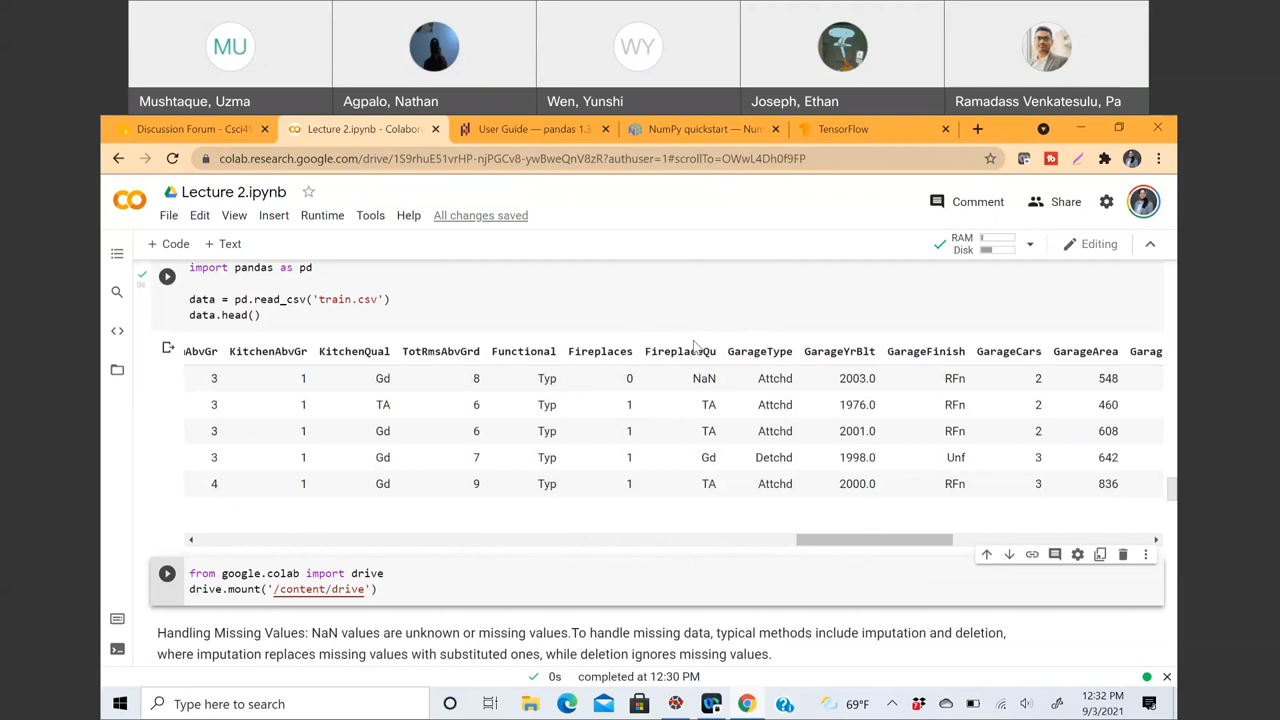 MU
WY
Mushtaque, Uzma
Agpalo, Nathan
Wen, Yunshi
Joseph, Ethan
Ramadass Venkatesulu, Pa
Discussion Forum - Csci4
Lecture 2.ipynb - Colabora
User Guide — pandas 1.3
NumPy quickstart — Num
TensorFlow
colab.research.google.com/drive/1S9rhuE51vrHP-njPGCv8-ywBweQnV8zR?authuser=1#scrollTo=OWwL4Dh0f9FP
Lecture 2.ipynb
File Edit View Insert Runtime Tools Help All changes saved
Comment
Share
+ Code + Text
RAM
Disk
Editing
import pandas as pd
0s
data = pd.read_csv('train.csv')
data.head()
AbvGr KitchenAbvGr KitchenQual TotRmsAbvGrd Functional Fireplaces FireplaceQu GarageType GarageYrBlt GarageFinish GarageCars GarageArea Garag
3 1 Gd 8 Typ 0 NaN Attchd 2003.0 RFn 2 548
3 1 TA 6 Typ 1 TA Attchd 1976.0 RFn 2 460
3 1 Gd 6 Typ 1 TA Attchd 2001.0 RFn 2 608
3 1 Gd 7 Typ 1 Gd Detchd 1998.0 Unf 3 642
4 1 Gd 9 Typ 1 TA Attchd 2000.0 RFn 3 836
from google.colab import drive
drive.mount('/content/drive')
Handling Missing Values: NaN values are unknown or missing values.To handle missing data, typical methods include imputation and deletion,
where imputation replaces missing values with substituted ones, while deletion ignores missing values.
0s completed at 12:30 PM
Type here to search
69°F
12:32 PM
9/3/2021